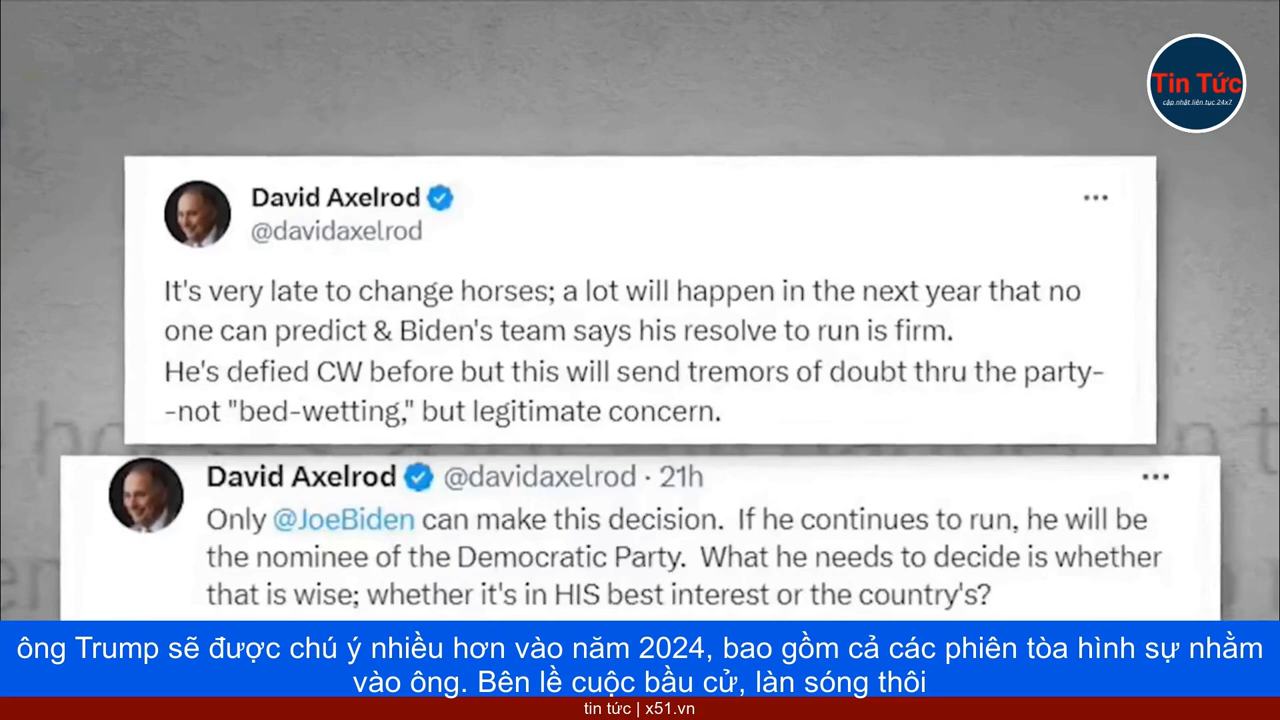 Tin Tức
cập.nhật.liên.tục.24x7
David Axelrod
@davidaxelrod
It's very late to change horses; a lot will happen in the next year that no
one can predict & Biden's team says his resolve to run is firm.
He's defied CW before but this will send tremors of doubt thru the party-
-not "bed-wetting," but legitimate concern.
David Axelrod @davidaxelrod · 21h
Only @JoeBiden can make this decision. If he continues to run, he will be
the nominee of the Democratic Party. What he needs to decide is whether
that is wise; whether it's in HIS best interest or the country's?
ông Trump sẽ được chú ý nhiều hơn vào năm 2024, bao gồm cả các phiên tòa hình sự nhằm
vào ông. Bên lề cuộc bầu cử, làn sóng thôi
tin tức | x51.vn